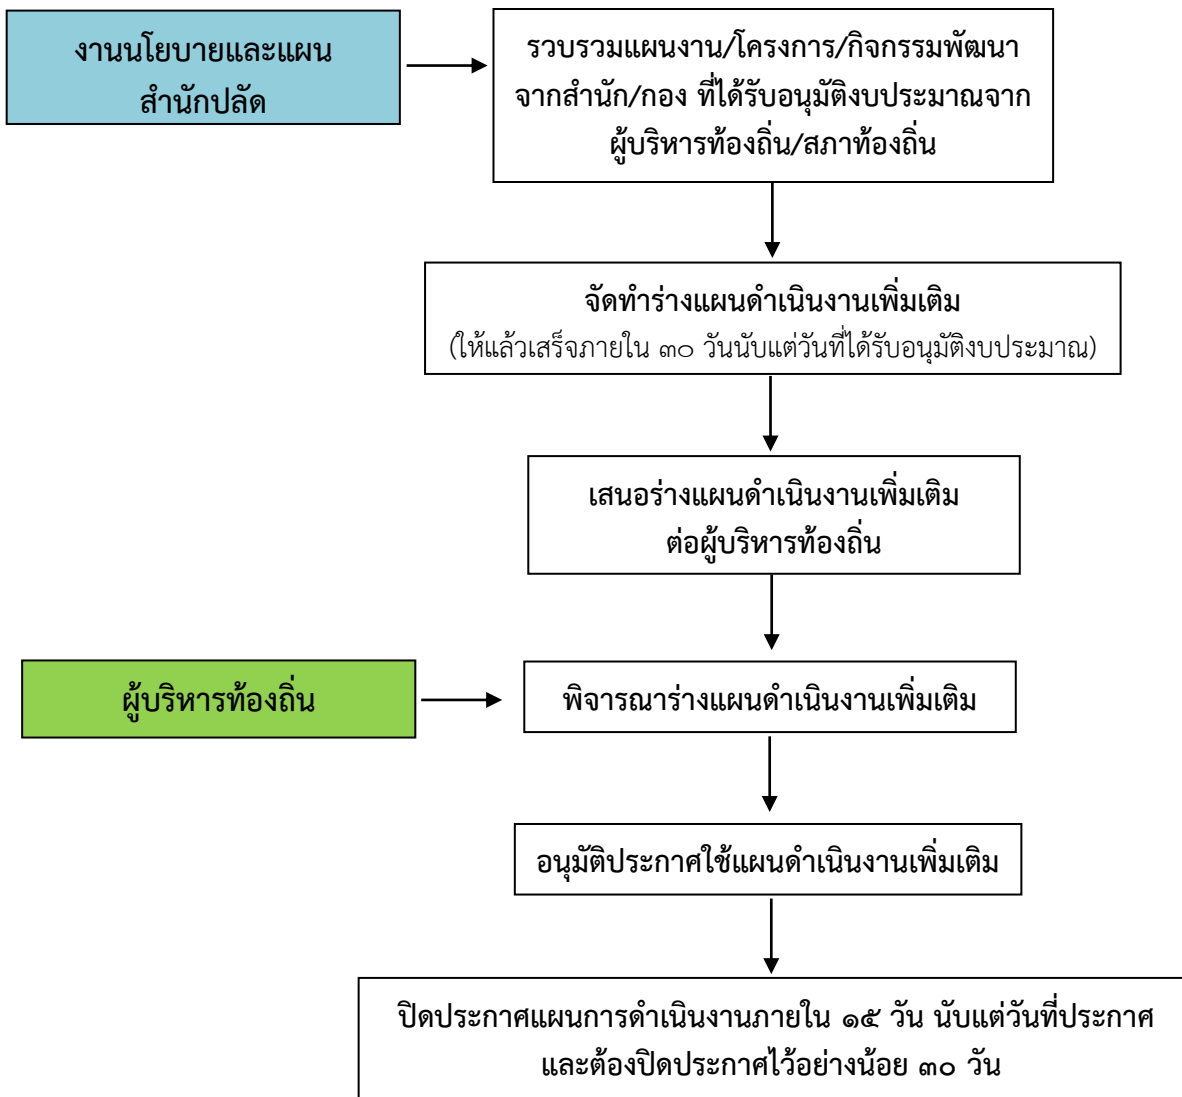 งานนโยบายและแผน
สำนักปลัด
รวบรวมแผนงาน/โครงการ/กิจกรรมพัฒนา
จากสำนัก/กอง ที่ได้รับอนุมัติงบประมาณจาก
ผู้บริหารท้องถิ่น/สภาท้องถิ่น
จัดทำร่างแผนดำเนินงานเพิ่มเติม
(ให้แล้วเสร็จภายใน ๓๐ วันนับแต่วันที่ได้รับอนุมัติงบประมาณ)
เสนอร่างแผนดำเนินงานเพิ่มเติม
ต่อผู้บริหารท้องถิ่น
ผู้บริหารท้องถิ่น
พิจารณาร่างแผนดำเนินงานเพิ่มเติม
อนุมัติประกาศใช้แผนดำเนินงานเพิ่มเติม
ปิดประกาศแผนการดำเนินงานภายใน ๑๕ วัน นับแต่วันที่ประกาศ
และต้องปิดประกาศไว้อย่างน้อย ๓๐ วัน